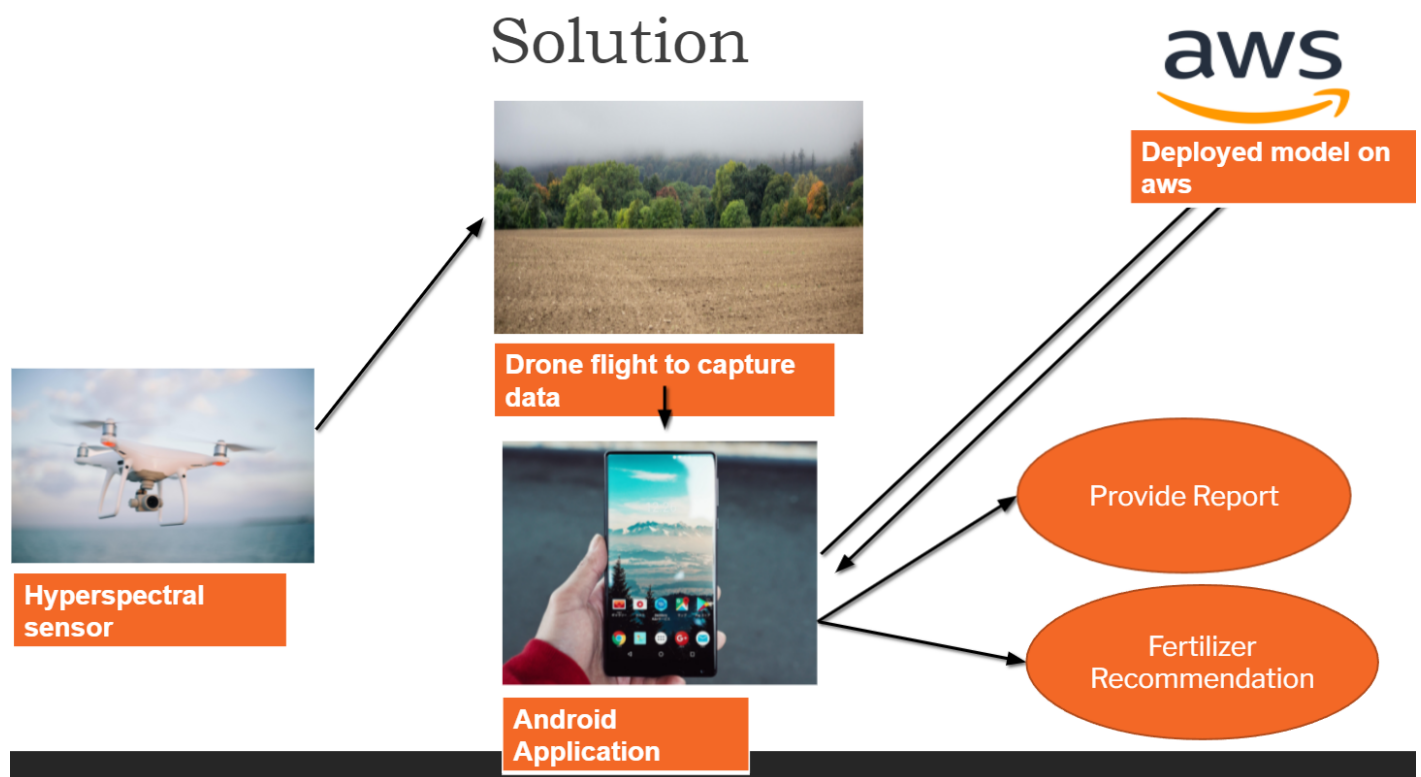 Solution
aws
Deployed model on
aws
Drone flight to capture
data
Hyperspectral
sensor
Provide Report
Fertilizer
Recommendation
Android
Application